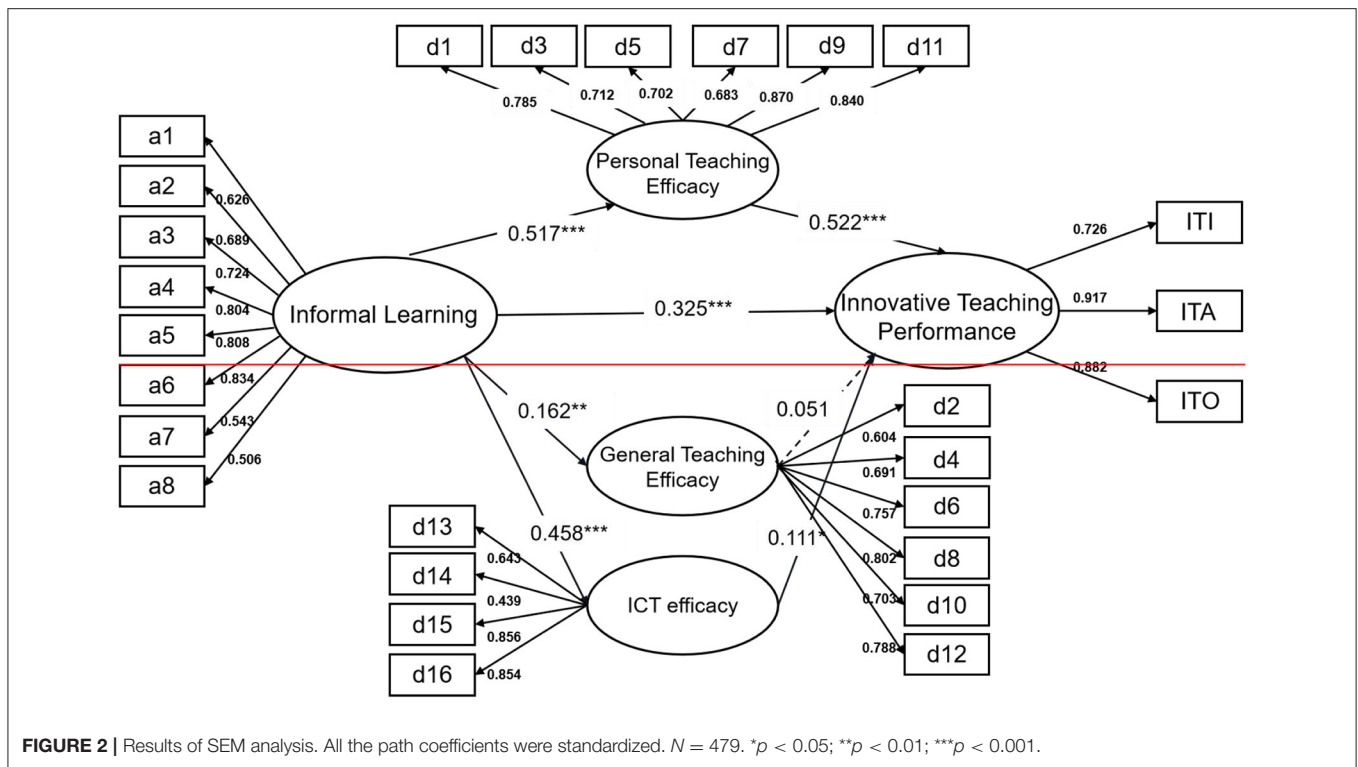 d1
d3
d5
d7
d9
d11
0.785
0.712
0.702
0.683
0.870
0.840
Personal Teaching
Efficacy
a1
a2
a3
a4
a5
a6
a7
a8
0.626
0.689
0.724
0.804
0.808
0.834
0.543
0.506
Informal Learning
0.517***
0.522***
0.325***
0.162**
0.458***
0.051
0.111*
Innovative Teaching
Performance
0.726
0.917
0.882
ITI
ITA
ITO
General Teaching
Efficacy
d2
d4
d6
d8
d10
d12
0.604
0.691
0.757
0.802
0.703
0.788
d13
d14
d15
d16
0.643
0.439
0.856
0.854
ICT efficacy
FIGURE 2 | Results of SEM analysis. All the path coefficients were standardized. N = 479. *p < 0.05; **p < 0.01; ***p < 0.001.